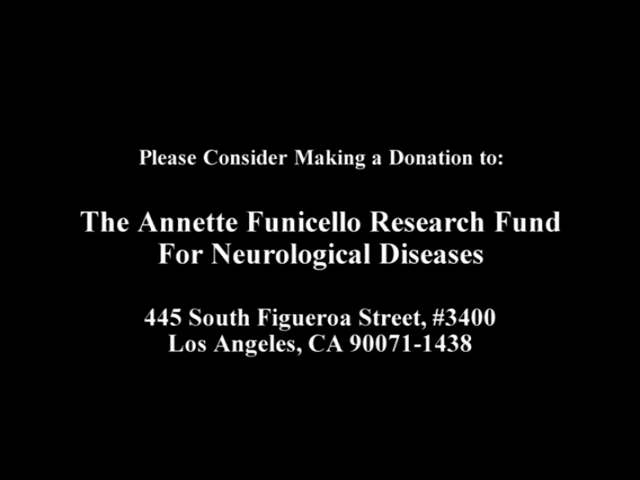 Please Consider Making a Donation to:
The Annette Funicello Research Fund
For Neurological Diseases
445 South Figueroa Street, #3400
Los Angeles, CA 90071-1438